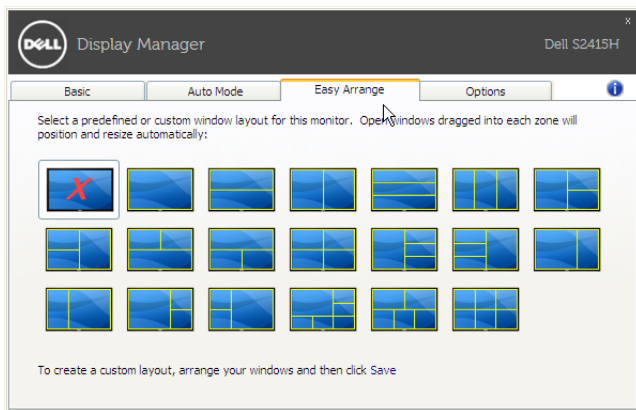 DELL Display Manager Dell S2415H
Basic Auto Mode Easy Arrange Options
Select a predefined or custom window layout for this monitor. Open windows dragged into each zone will
position and resize automatically:
To create a custom layout, arrange your windows and then click Save